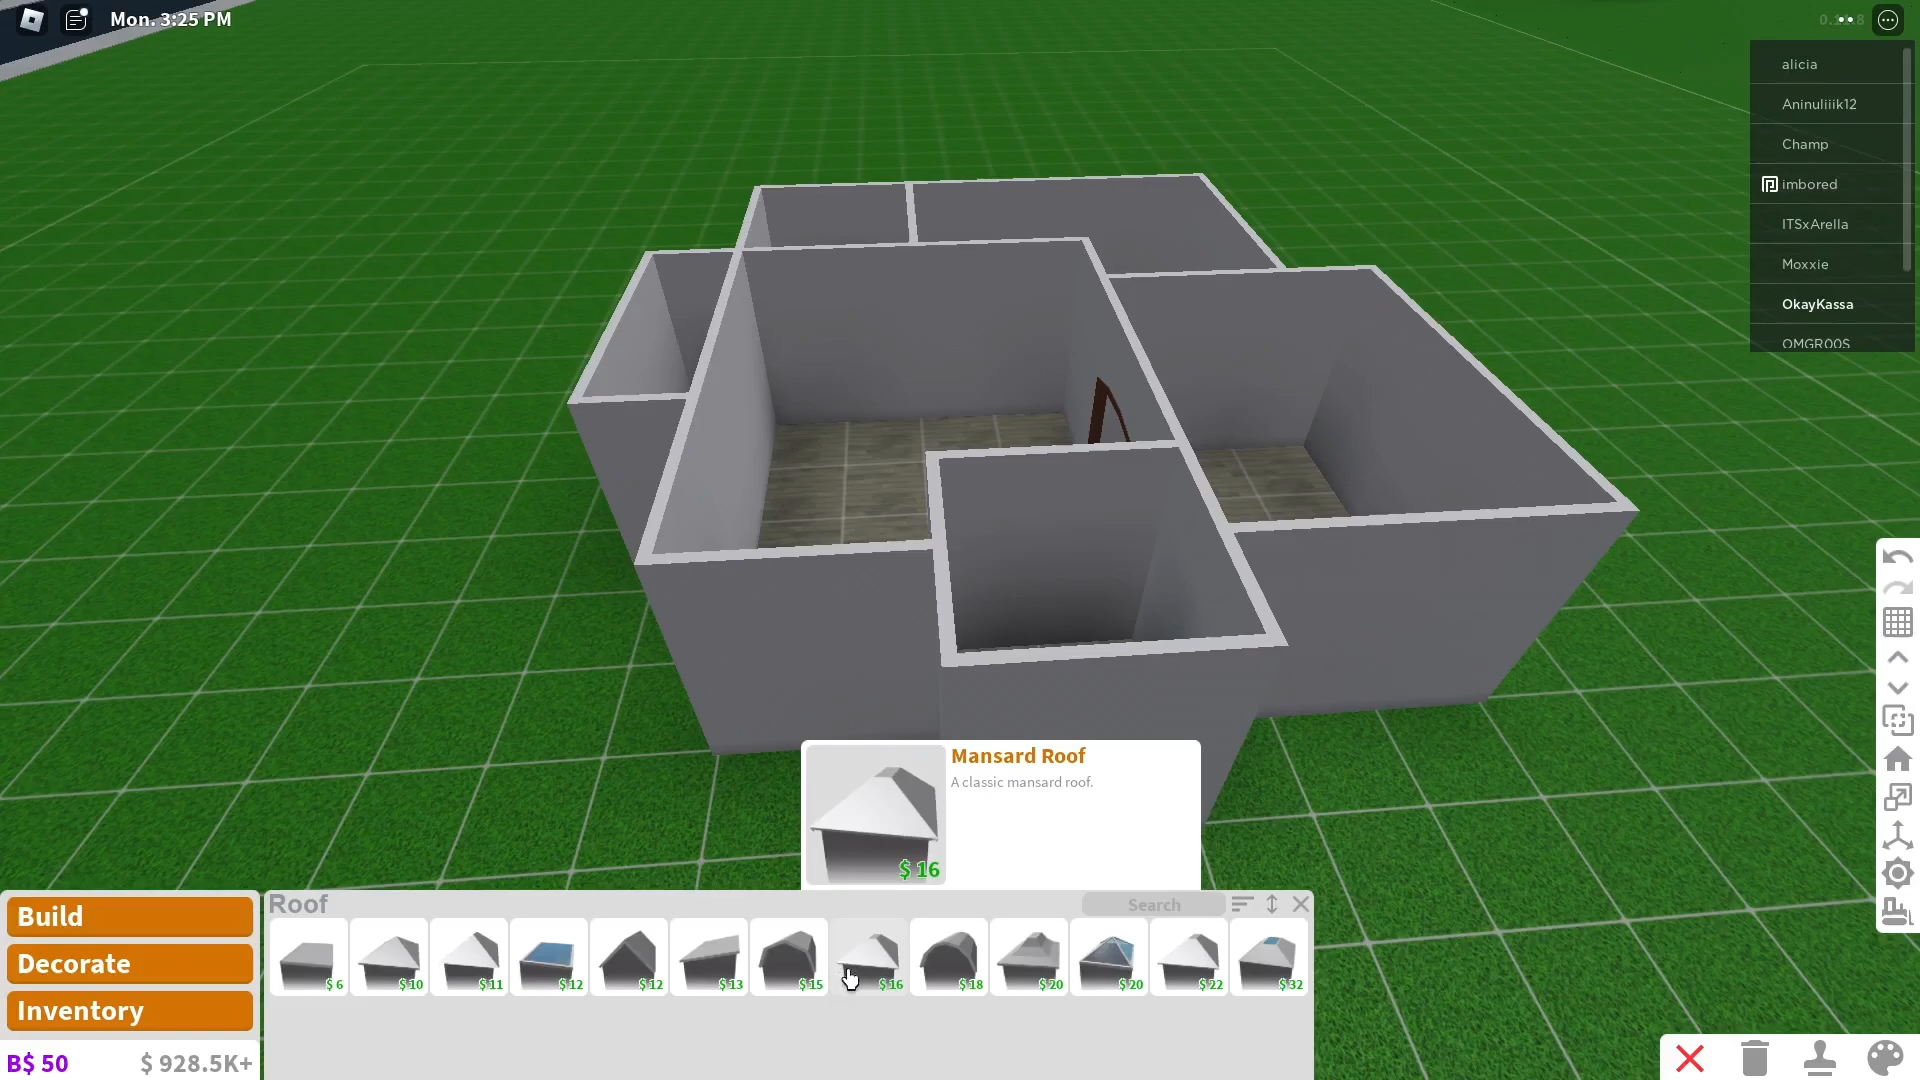 Mon. 3:25 PM
alicia
Aninuliiik12
Champ
imbored
ITSxArella
Moxxie
OkayKassa
OMGR00S
Mansard Roof
A classic mansard roof.
$ 16
Build
Decorate
Inventory
B$ 50
$ 928.5K+
Roof
Search
$ 6
$ 10
$ 11
$ 12
$ 12
$ 13
$ 15
$ 16
$ 18
$ 20
$ 20
$ 22
$ 32